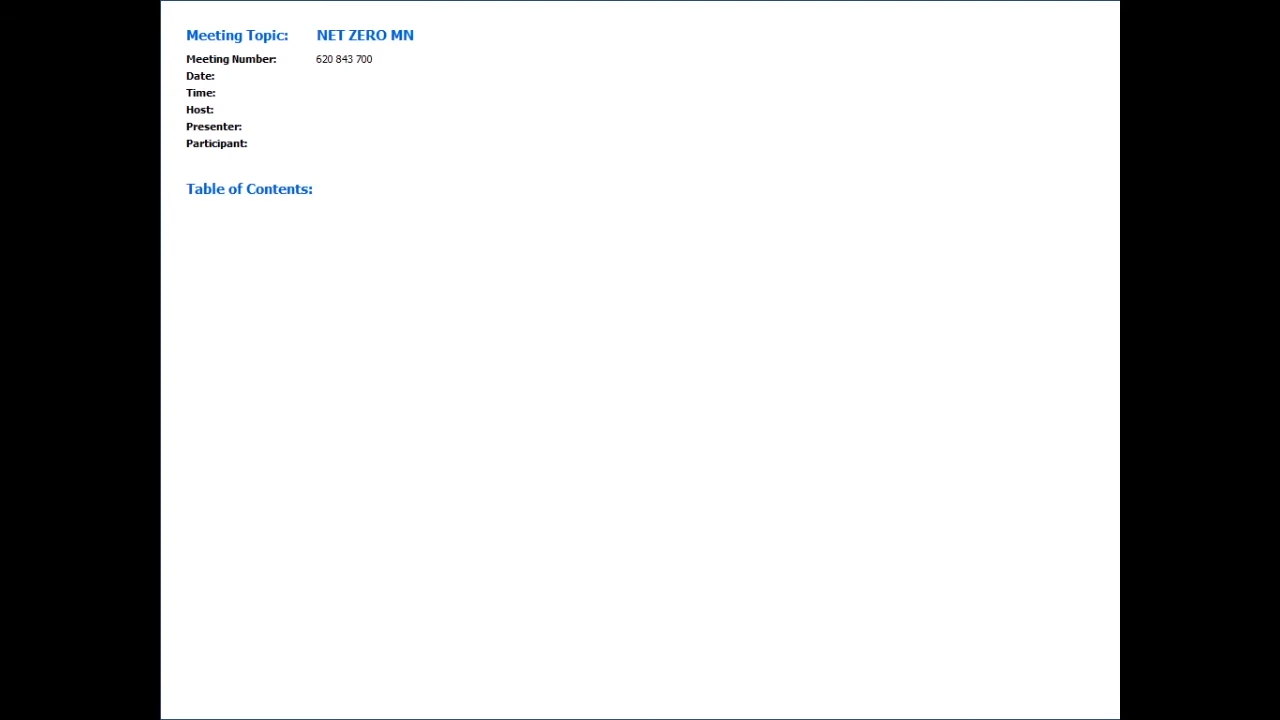 Meeting Topic: NET ZERO MN
Meeting Number: 620 843 700
Date:
Time:
Host:
Presenter:
Participant:
Table of Contents: